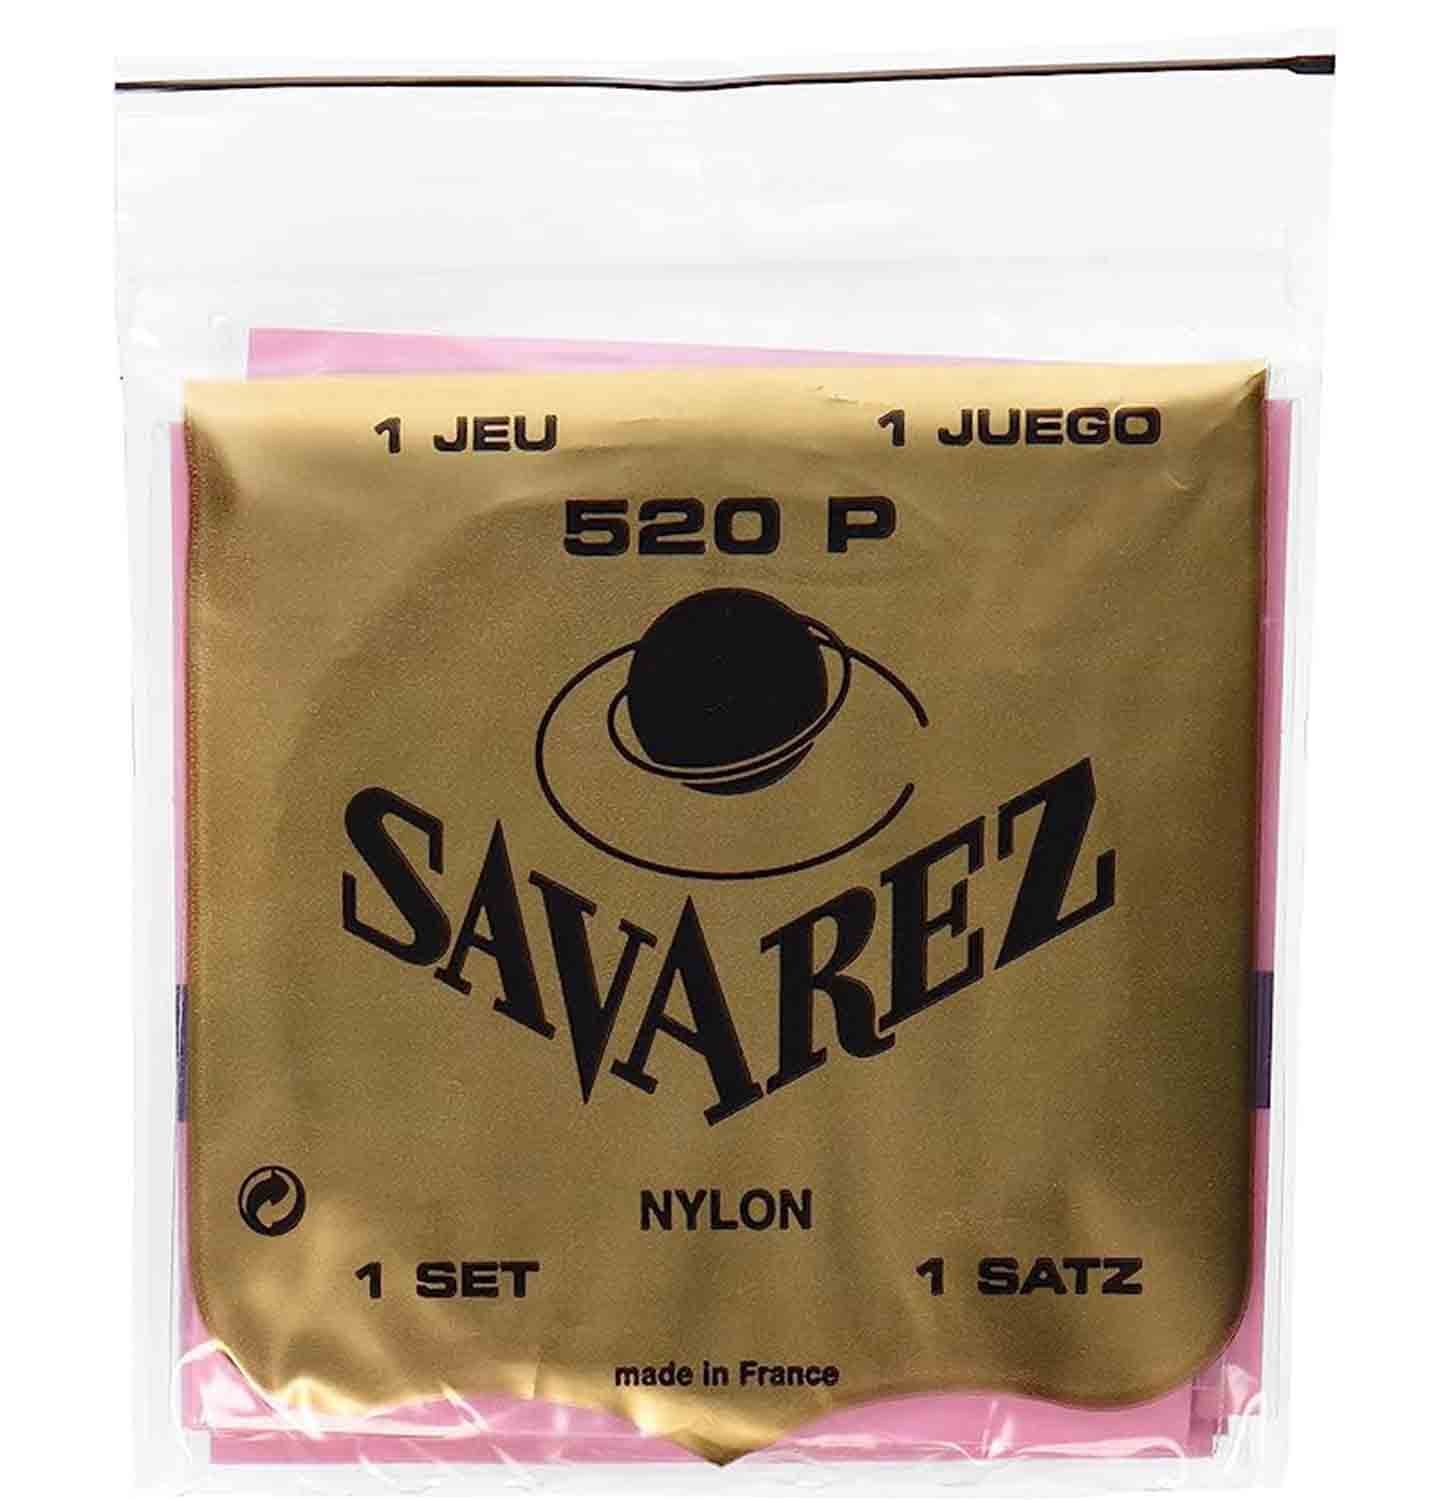 1 JEU 1 JUEGO
520 P
SAVAREZ
NYLON
1 SET 1 SATZ
made in France